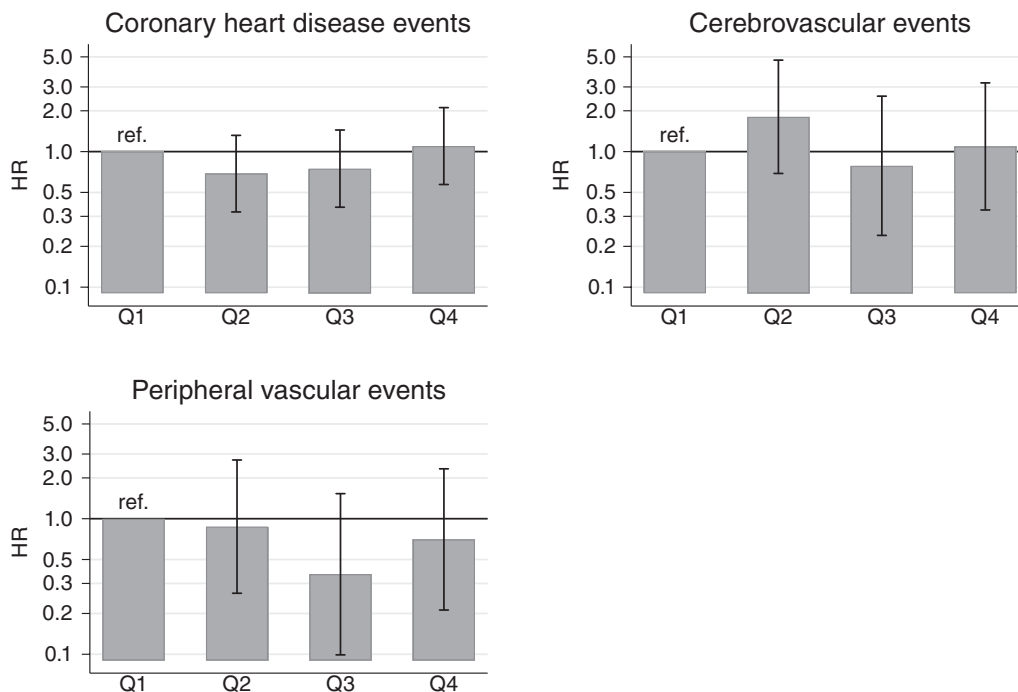 Coronary heart disease events
5.0
3.0
2.0
1.0
0.5
0.3
0.2
0.1
HR
ref.
Q1 Q2 Q3 Q4
Cerebrovascular events
5.0
3.0
2.0
1.0
0.5
0.3
0.2
0.1
HR
ref.
Q1 Q2 Q3 Q4
Peripheral vascular events
5.0
3.0
2.0
1.0
0.5
0.3
0.2
0.1
HR
ref.
Q1 Q2 Q3 Q4